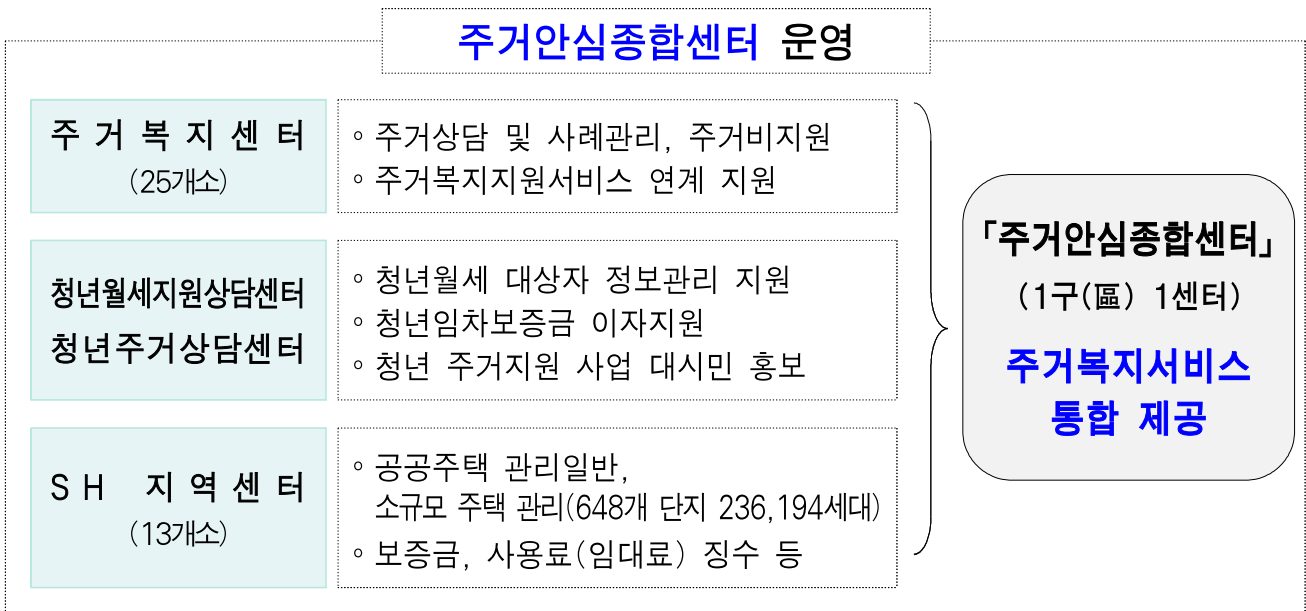 주거안심종합센터 운영
주거복지센터
(25개소)
◦ 주거상담 및 사례관리, 주거비지원
◦ 주거복지지원서비스 연계 지원
청년월세지원상담센터
청년주거상담센터
◦ 청년월세 대상자 정보관리 지원
◦ 청년임차보증금 이자지원
◦ 청년 주거지원 사업 대시민 홍보
SH 지역센터
(13개소)
◦ 공공주택 관리일반,
소규모 주택 관리(648개 단지 236,194세대)
◦ 보증금, 사용료(임대료) 징수 등
「주거안심종합센터」
(1구(區) 1센터)
주거복지서비스
통합 제공